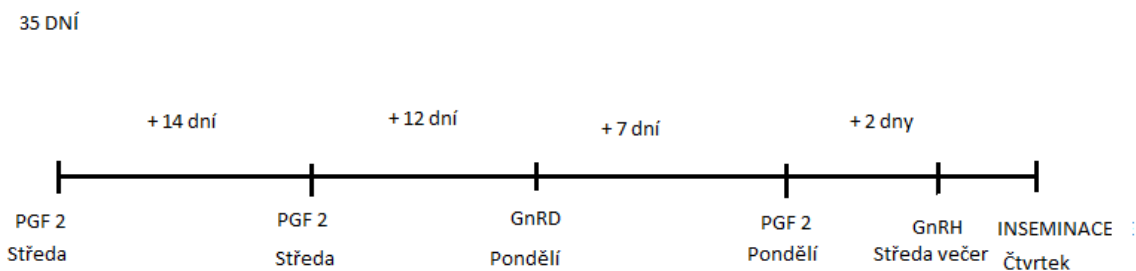 35 DNÍ
+ 14 dní
+ 12 dní
+ 7 dní
+ 2 dny
PGF 2
Středa
PGF 2
Středa
GnRD
Pondělí
PGF 2
Pondělí
GnRH
Středa večer
INSEMINACE
Čtvrtek